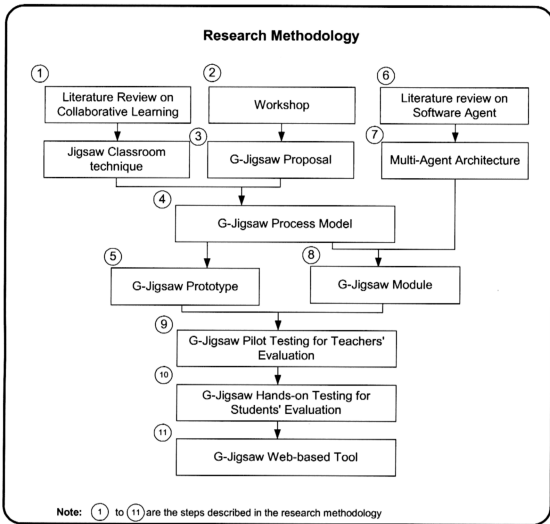 Research Methodology
1
Literature Review on
Collaborative Learning
2
Workshop
6
Literature review on
Software Agent
Jigsaw Classroom
technique
3
G-Jigsaw Proposal
7
Multi-Agent Architecture
4
G-Jigsaw Process Model
5
G-Jigsaw Prototype
8
G-Jigsaw Module
9
G-Jigsaw Pilot Testing for Teachers'
Evaluation
10
G-Jigsaw Hands-on Testing for
Students' Evaluation
11
G-Jigsaw Web-based Tool
Note: 1 to 11 are the steps described in the research methodology